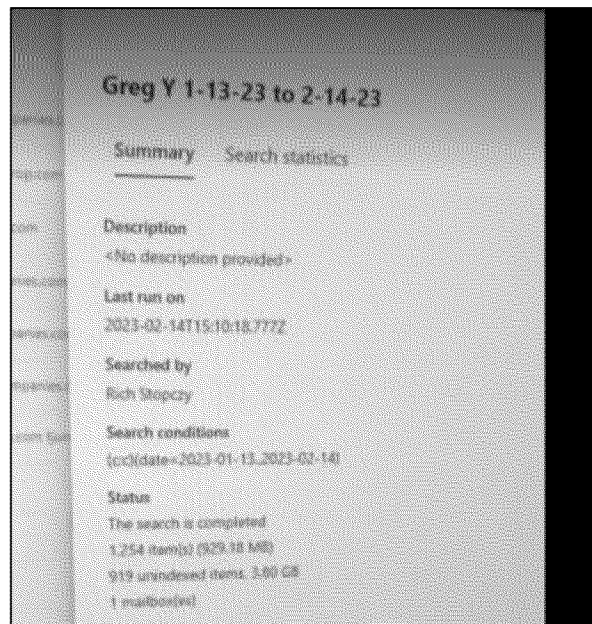 Greg Y 1-13-23 to 2-14-23
Summary Search statistics
Description
<No description provided>
Last run on
2023-02-14T15:10:18.777Z
Searched by
Rich Stopczy
Search conditions
(c:c)(date=2023-01-13..2023-02-14)
Status
The search is completed
1,254 item(s) (929.18 MB)
919 unindexed items, 3.80 GB
1 mailbox(es)